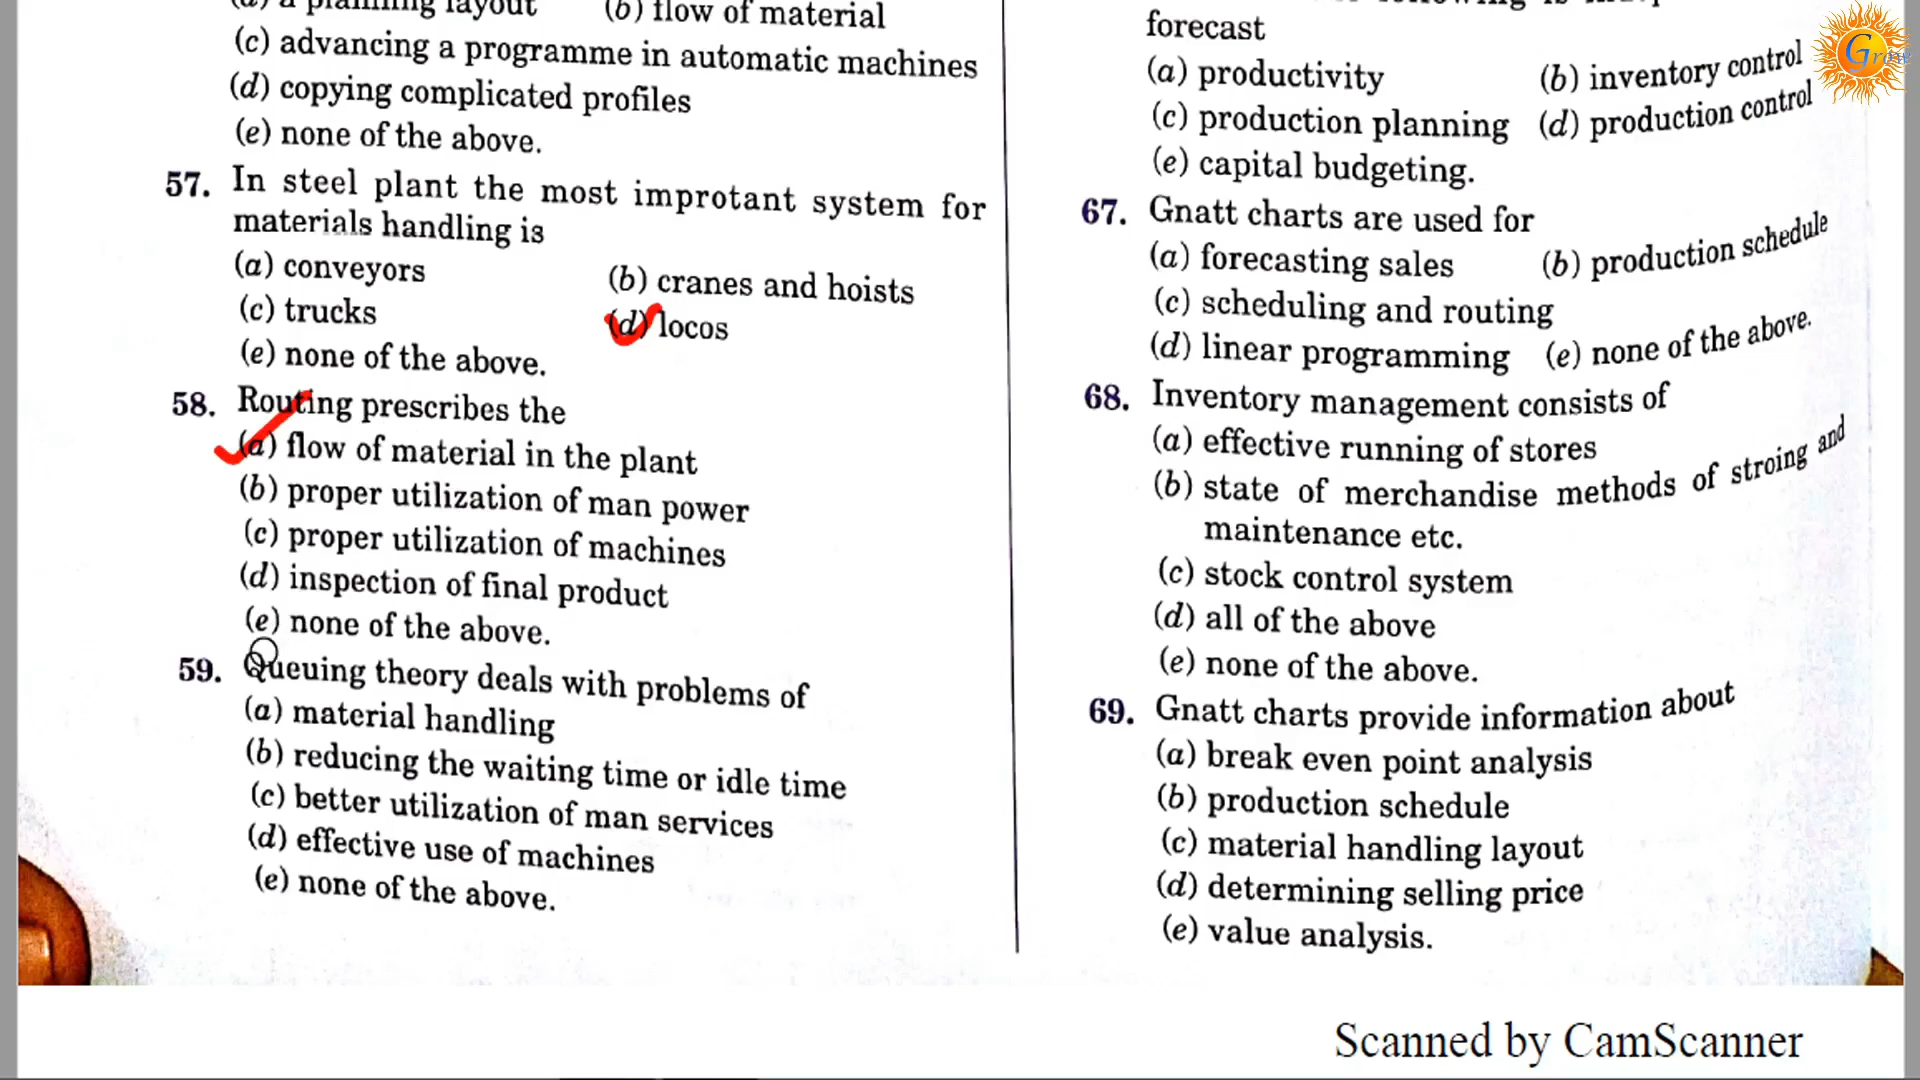 (a) a planning layout (b) flow of material
(c) advancing a programme in automatic machines
(d) copying complicated profiles
(e) none of the above.
57. In steel plant the most improtant system for
materials handling is
(a) conveyors (b) cranes and hoists
(c) trucks (d) locos
(e) none of the above.
58. Routing prescribes the
(a) flow of material in the plant
(b) proper utilization of man power
(c) proper utilization of machines
(d) inspection of final product
(e) none of the above.
59. Queuing theory deals with problems of
(a) material handling
(b) reducing the waiting time or idle time
(c) better utilization of man services
(d) effective use of machines
(e) none of the above.
forecast
(a) productivity (b) inventory control
(c) production planning (d) production control
(e) capital budgeting.
67. Gnatt charts are used for
(a) forecasting sales (b) production schedule
(c) scheduling and routing
(d) linear programming (e) none of the above.
68. Inventory management consists of
(a) effective running of stores
(b) state of merchandise methods of stroing and
maintenance etc.
(c) stock control system
(d) all of the above
(e) none of the above.
69. Gnatt charts provide information about
(a) break even point analysis
(b) production schedule
(c) material handling layout
(d) determining selling price
(e) value analysis.
Scanned by CamScanner